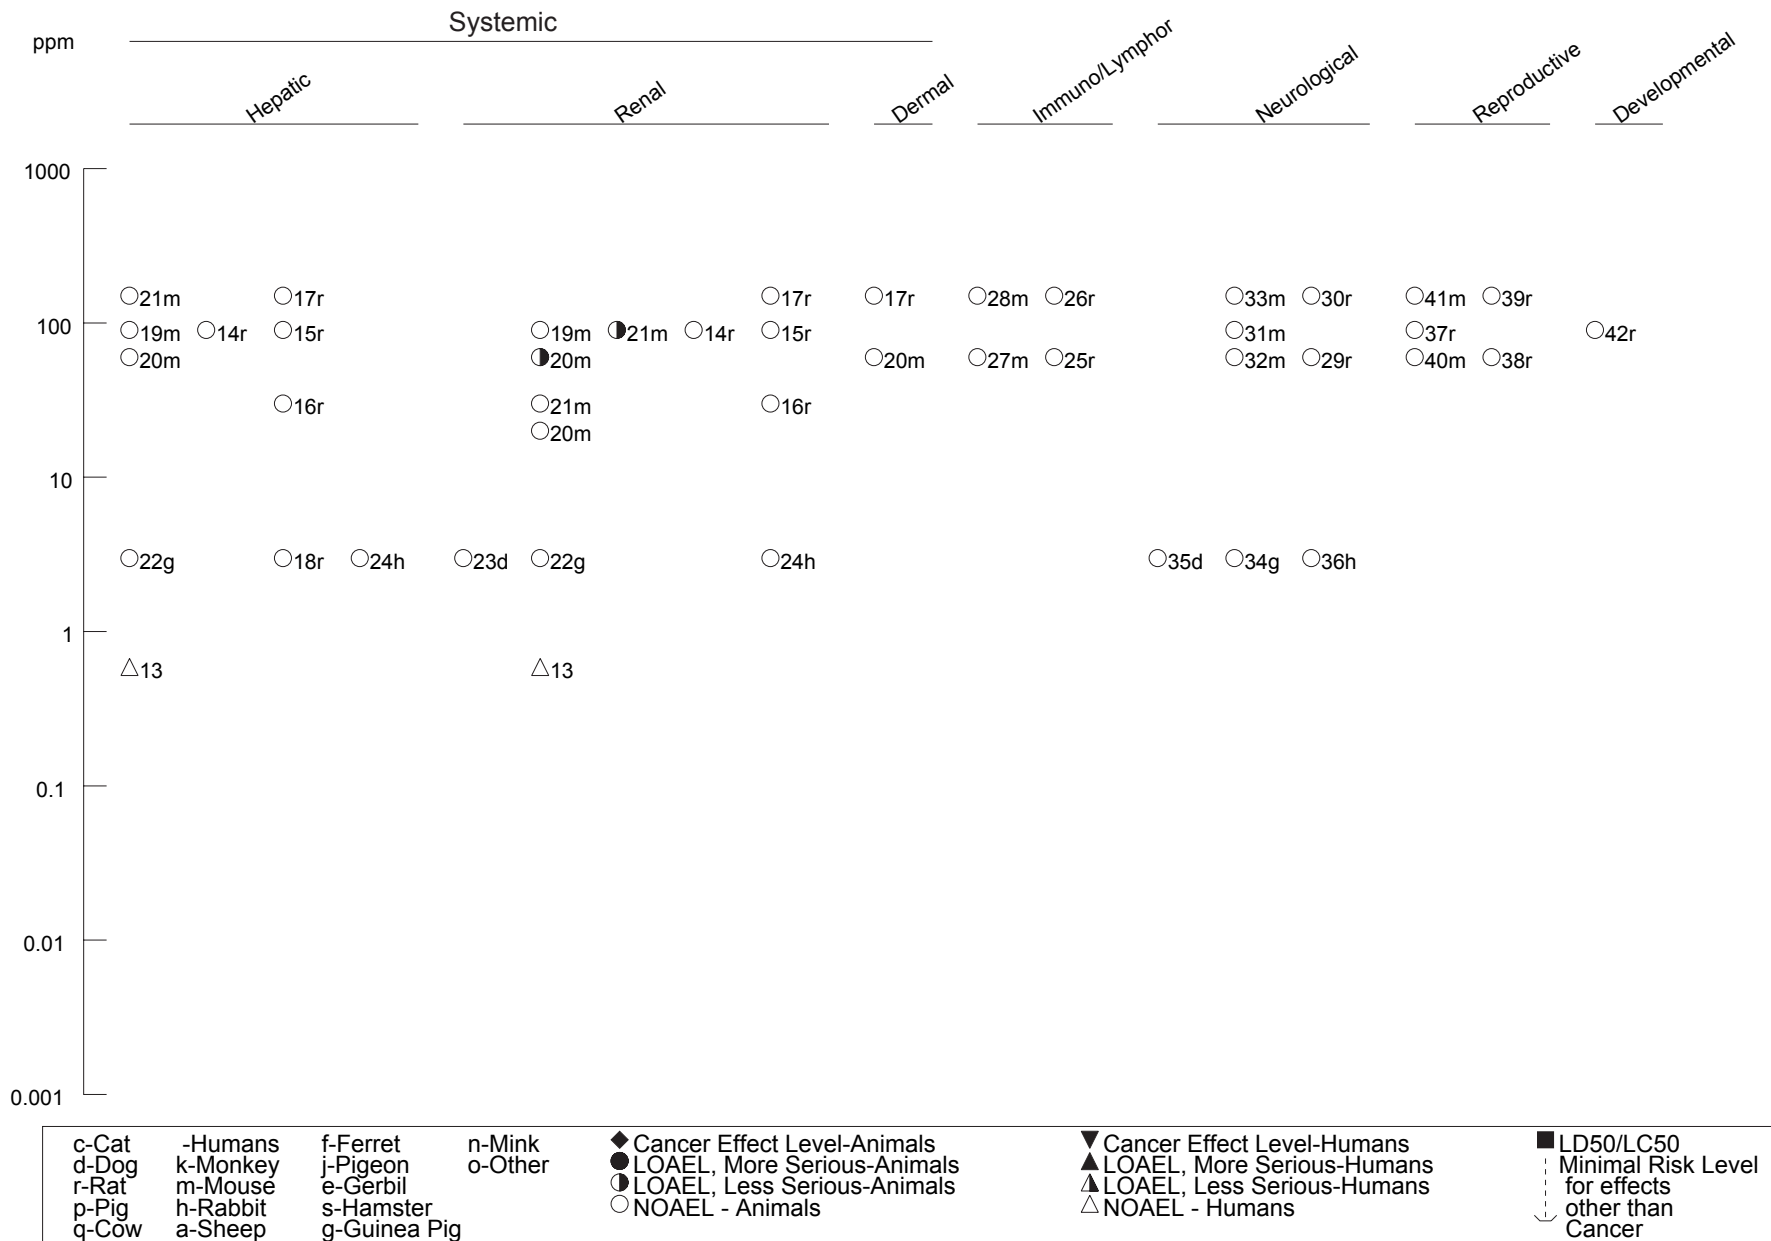 Systemic
ppm
Hepatic
Renal
Dermal
Immuno/Lymphor
Neurological
Reproductive
Developmental
1000
21m 17r 17r 17r 28m 26r 33m 30r 41m 39r
100
19m 14r 15r 19m 21m 14r 15r 31m 37r 42r
20m 20m 20m 27m 25r 32m 29r 40m 38r
16r 21m 16r
20m
10
22g 18r 24h 23d 22g 24h 35d 34g 36h
1
13 13
0.1
0.01
0.001
c-Cat -Humans f-Ferret n-Mink Cancer Effect Level-Animals Cancer Effect Level-Humans LD50/LC50
d-Dog k-Monkey j-Pigeon o-Other LOAEL, More Serious-Animals LOAEL, More Serious-Humans Minimal Risk Level
r-Rat m-Mouse e-Gerbil LOAEL, Less Serious-Animals LOAEL, Less Serious-Humans for effects
p-Pig h-Rabbit s-Hamster NOAEL - Animals NOAEL - Humans other than
q-Cow a-Sheep g-Guinea Pig Cancer